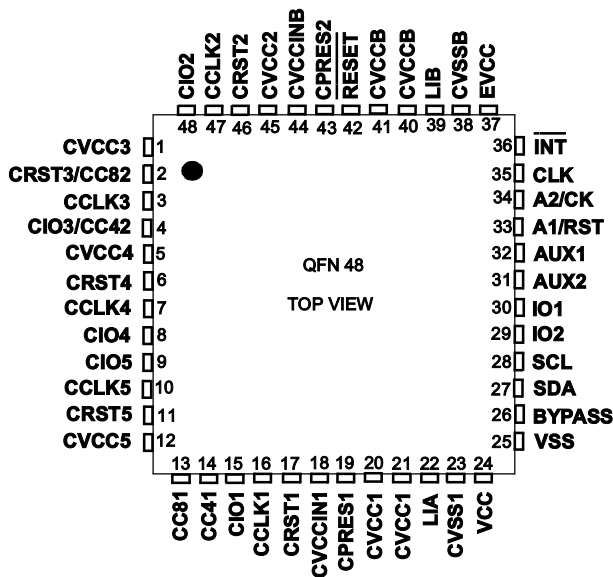 CIO2
CCLK2
CRST2
CVCC2
CVCCINB
CPRES2
RESET
CVCCB
CVCCB
LIB
CVSSB
EVCC
48 47 46 45 44 43 42 41 40 39 38 37
CVCC3 1
CRST3/CC82 2
CCLK3 3
CIO3/CC42 4
CVCC4 5
CRST4 6
CCLK4 7
CIO4 8
CIO5 9
CCLK5 10
CRST5 11
CVCC5 12
QFN 48
TOP VIEW
36 INT
35 CLK
34 A2/CK
33 A1/RST
32 AUX1
31 AUX2
30 IO1
29 IO2
28 SCL
27 SDA
26 BYPASS
25 VSS
13 14 15 16 17 18 19 20 21 22 23 24
CC81
CC41
CIO1
CCLK1
CRST1
CVCCIN1
CPRES1
CVCC1
CVCC1
LIA
CVSS1
VCC